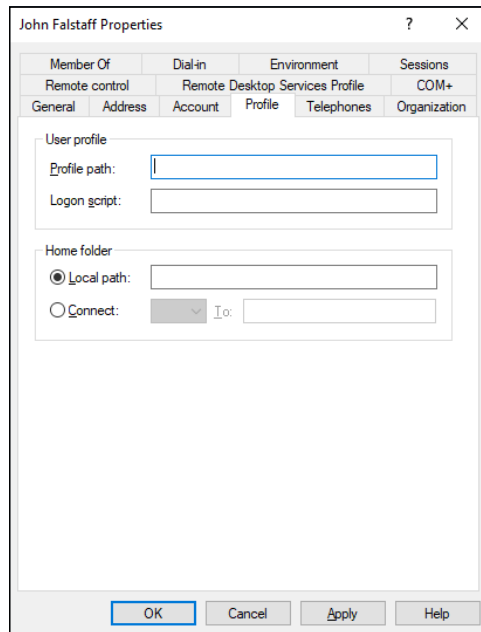 John Falstaff Properties ? ×
Member Of Dial-in Environment Sessions
Remote control Remote Desktop Services Profile COM+
General Address Account Profile Telephones Organization
User profile
Profile path:
Logon script:
Home folder
Local path:
Connect: To:
OK Cancel Apply Help